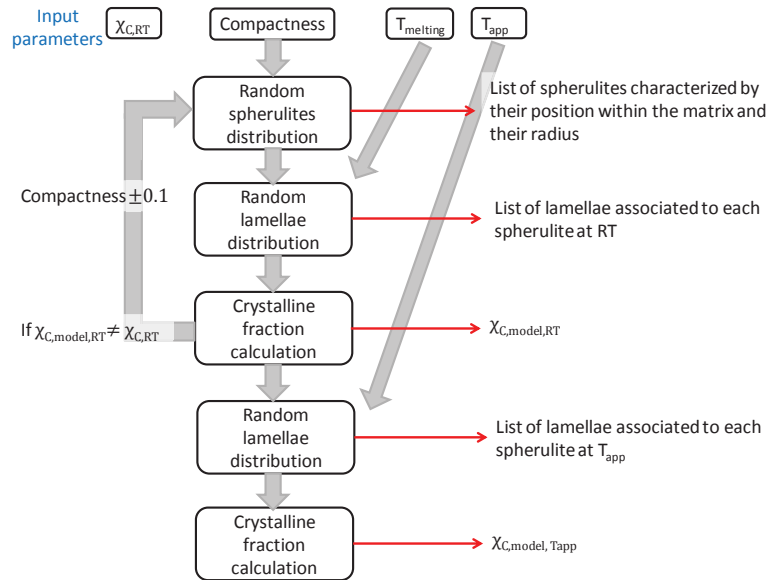 Input
parameters
χC,RT
Compactness
Tmelting
Tapp
Random
spherulites
distribution
List of spherulites characterized by
their position within the matrix and
their radius
Compactness ±0.1
Random
lamellae
distribution
List of lamellae associated to each
spherulite at RT
If χC,model,RT ≠ χC,RT
Crystalline
fraction
calculation
χC,model,RT
Random
lamellae
distribution
List of lamellae associated to each
spherulite at Tapp
Crystalline
fraction
calculation
χC,model, Tapp